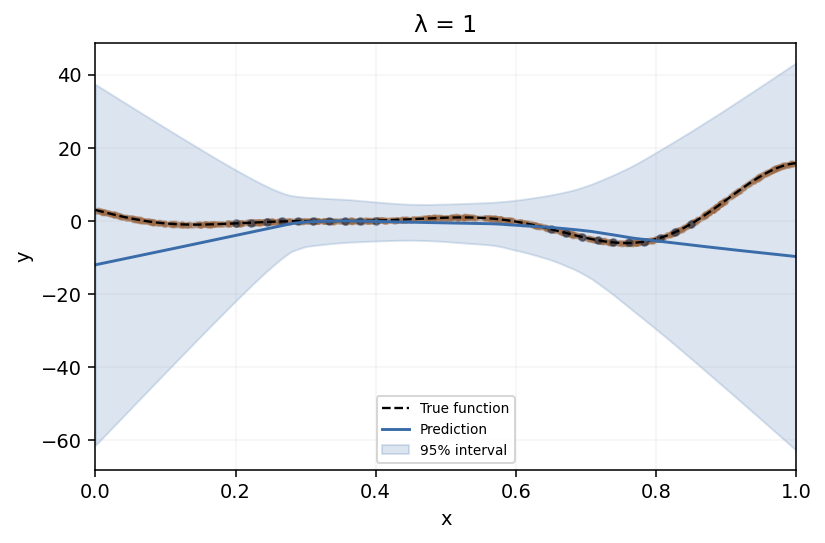 λ = 1
40
20
0
−20
−40
−60
y
True function
Prediction
95% interval
0.0 0.2 0.4 0.6 0.8 1.0
x